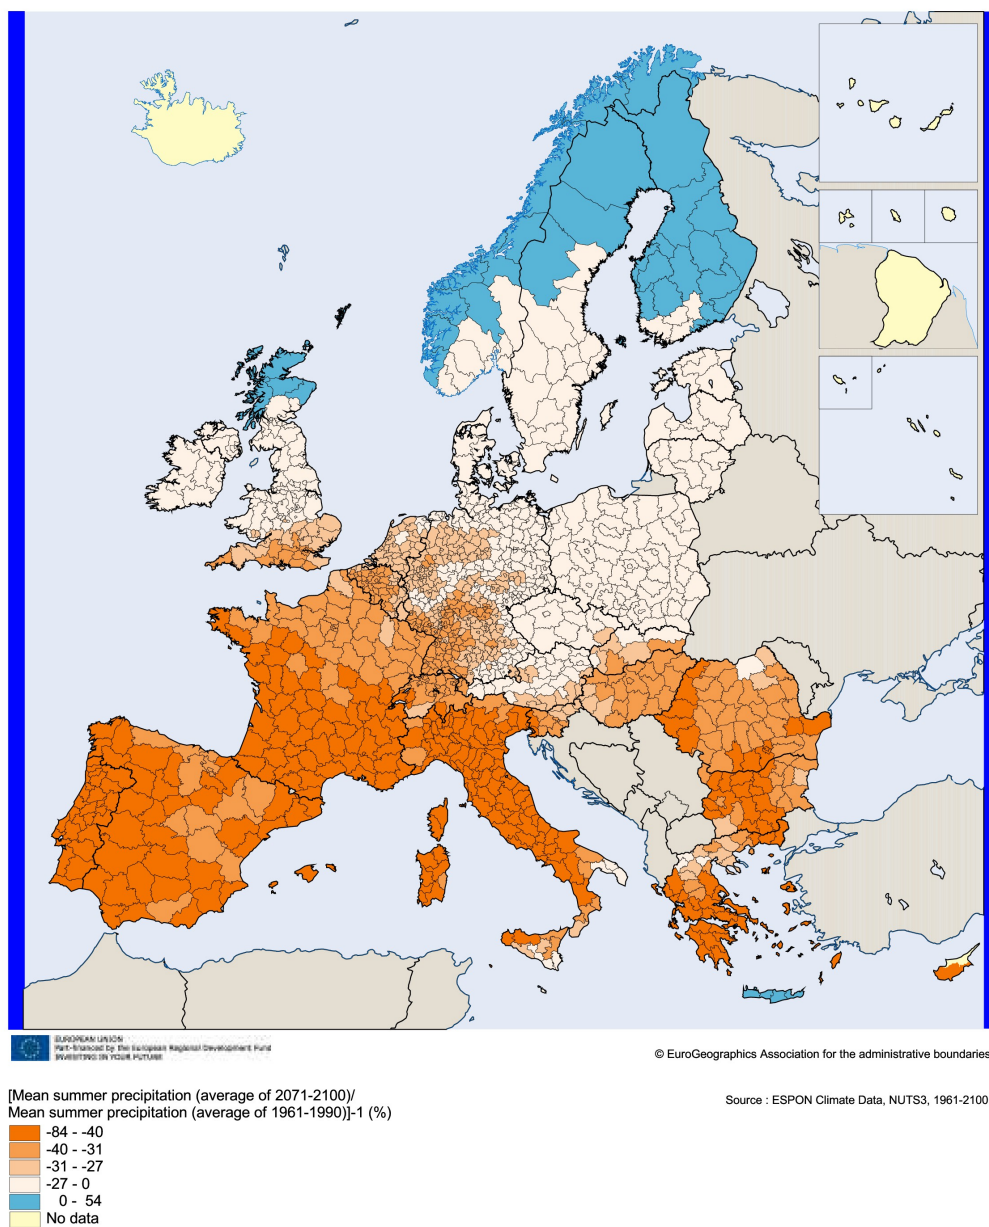 EUROPEAN UNION
Part-financed by the European Regional Development Fund
INVESTING IN YOUR FUTURE
© EuroGeographics Association for the administrative boundaries
[Mean summer precipitation (average of 2071-2100)/
Mean summer precipitation (average of 1961-1990)]-1 (%)
Source : ESPON Climate Data, NUTS3, 1961-2100
-84 - -40
-40 - -31
-31 - -27
-27 - 0
0 - 54
No data